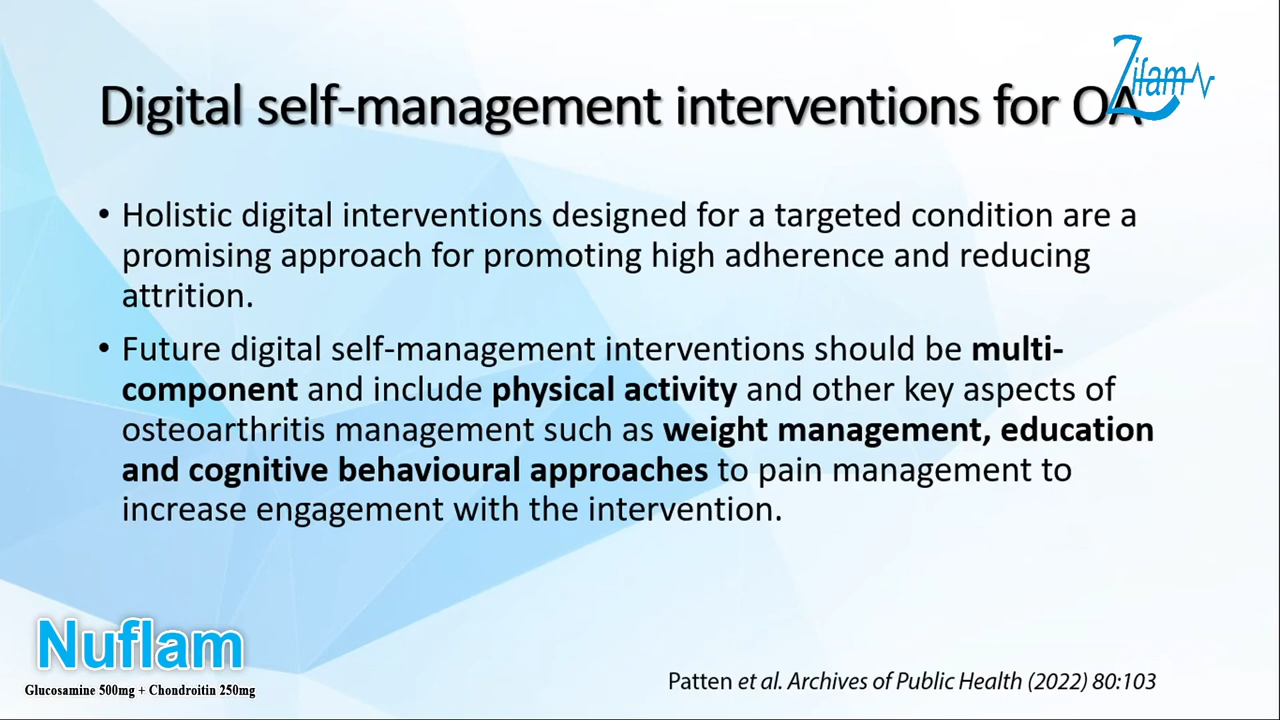 Zifam
Digital self-management interventions for OA
• Holistic digital interventions designed for a targeted condition are a
promising approach for promoting high adherence and reducing
attrition.
• Future digital self-management interventions should be multi-
component and include physical activity and other key aspects of
osteoarthritis management such as weight management, education
and cognitive behavioural approaches to pain management to
increase engagement with the intervention.
Nuflam
Glucosamine 500mg + Chondroitin 250mg
Patten et al. Archives of Public Health (2022) 80:103